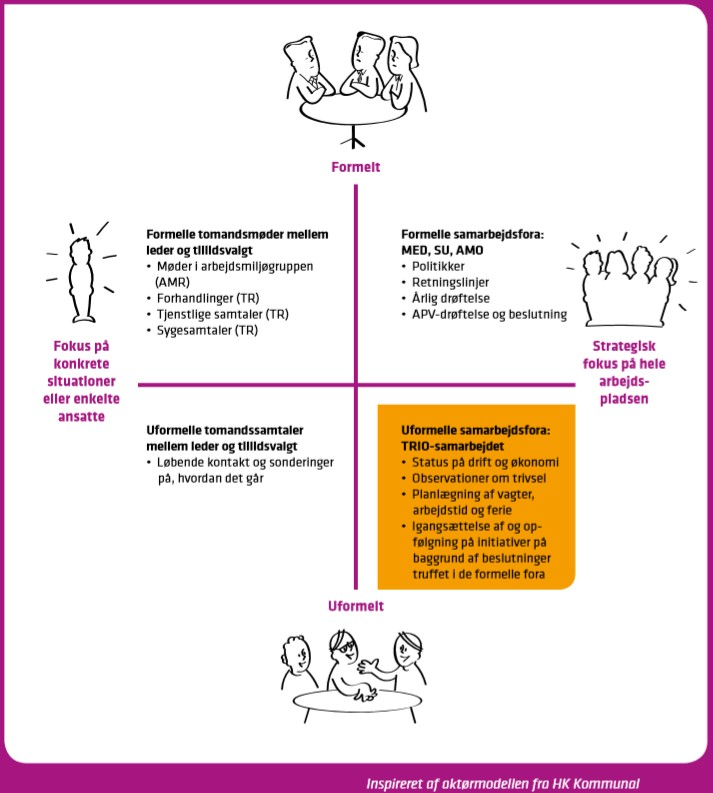 Formelt
Formelle tomandsmøder mellem
leder og tillidsvalgt
• Møder i arbejdsmiljøgruppen
(AMR)
• Forhandlinger (TR)
• Tjenstlige samtaler (TR)
• Sygesamtaler (TR)
Formelle samarbejdsfora:
MED, SU, AMO
• Politikker
• Retningslinjer
• Årlig drøftelse
• APV-drøftelse og beslutning
Fokus på
konkrete
situationer
eller enkelte
ansatte
Strategisk
fokus på hele
arbejds-
pladsen
Uformelle tomandssamtaler
mellem leder og tillidsvalgt
• Løbende kontakt og sonderinger
på, hvordan det går
Uformelle samarbejdsfora:
TRIO-samarbejdet
• Status på drift og økonomi
• Observationer om trivsel
• Planlægning af vagter,
arbejdstid og ferie
• Igangsættelse af og op-
følgning på initiativer på
baggrund af beslutninger
truffet i de formelle fora
Uformelt
Inspireret af aktørmodellen fra HK Kommunal